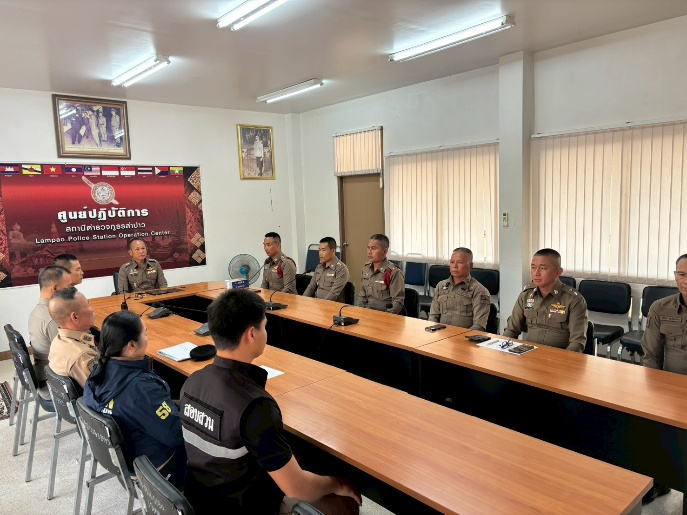 ศูนย์ปฏิบัติการ
สถานีตำรวจภูธรลำปาว
Lampao Police Station Operation Center
สอบสวน